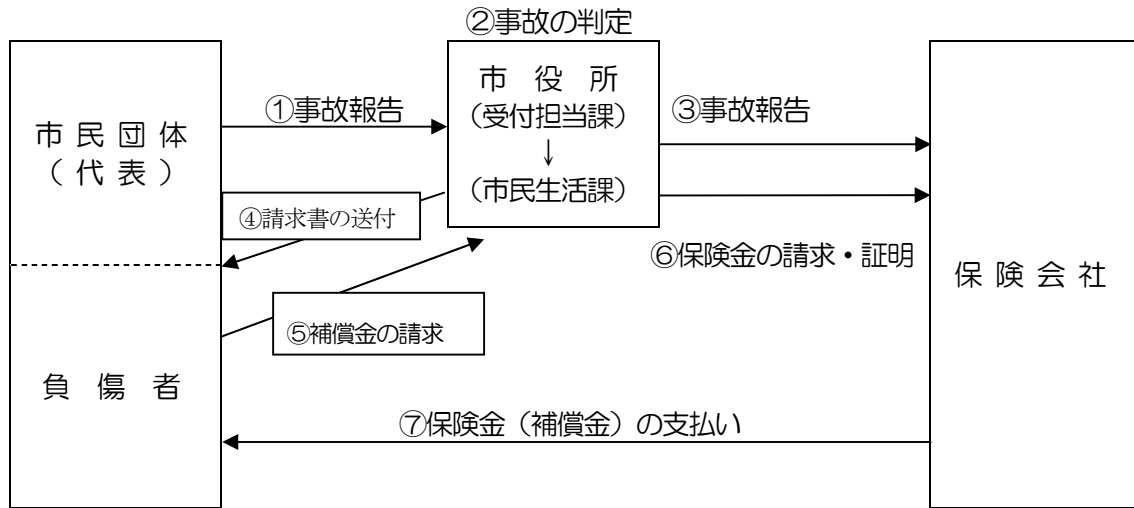 ②事故の判定
市役所
(受付担当課)
↓
(市民生活課)
①事故報告
③事故報告
市民団体
(代表)
④請求書の送付
⑥保険金の請求・証明
保険会社
⑤補償金の請求
負傷者
⑦保険金(補償金)の支払い